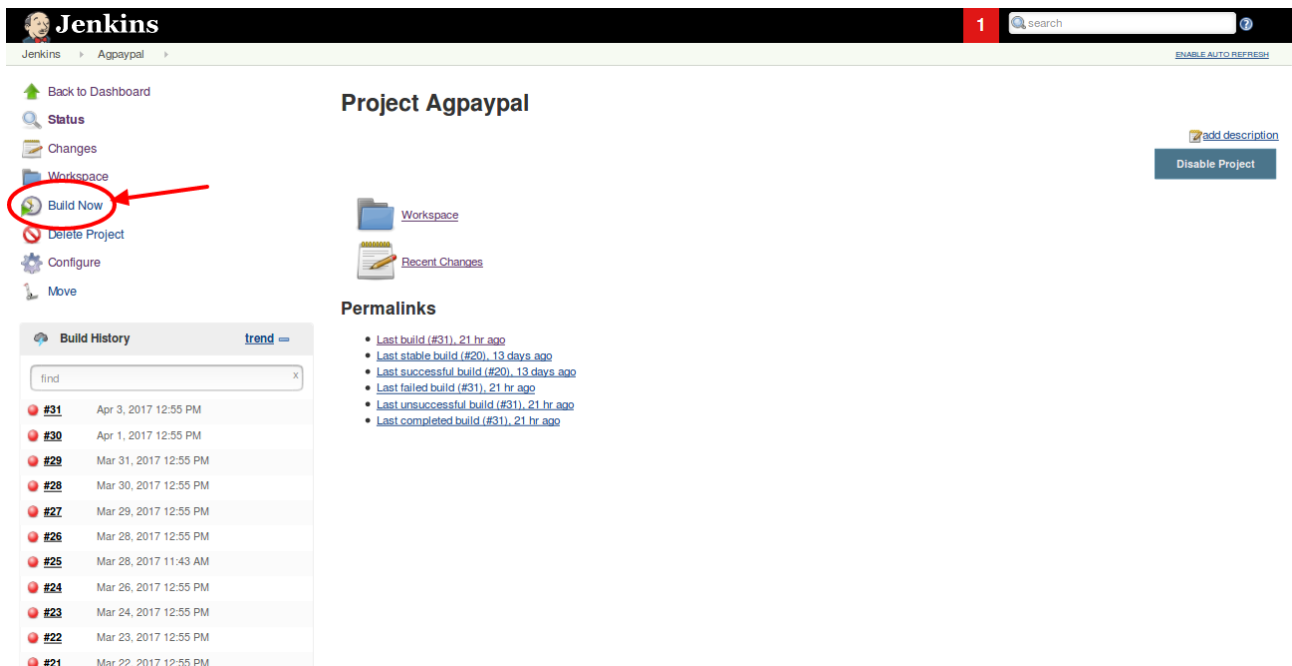 Jenkins
1
search
Jenkins
Agpaypal
ENABLE AUTO REFRESH
Back to Dashboard
Status
Changes
Workspace
Build Now
Delete Project
Configure
Move
Project Agpaypal
add description
Disable Project
Workspace
Recent Changes
Permalinks
Last build (#31), 21 hr ago
Last stable build (#20), 13 days ago
Last successful build (#20), 13 days ago
Last failed build (#31), 21 hr ago
Last unsuccessful build (#31), 21 hr ago
Last completed build (#31), 21 hr ago
Build History trend
find x
#31 Apr 3, 2017 12:55 PM
#30 Apr 1, 2017 12:55 PM
#29 Mar 31, 2017 12:55 PM
#28 Mar 30, 2017 12:55 PM
#27 Mar 29, 2017 12:55 PM
#26 Mar 28, 2017 12:55 PM
#25 Mar 28, 2017 11:43 AM
#24 Mar 26, 2017 12:55 PM
#23 Mar 24, 2017 12:55 PM
#22 Mar 23, 2017 12:55 PM
#21 Mar 22, 2017 12:55 PM